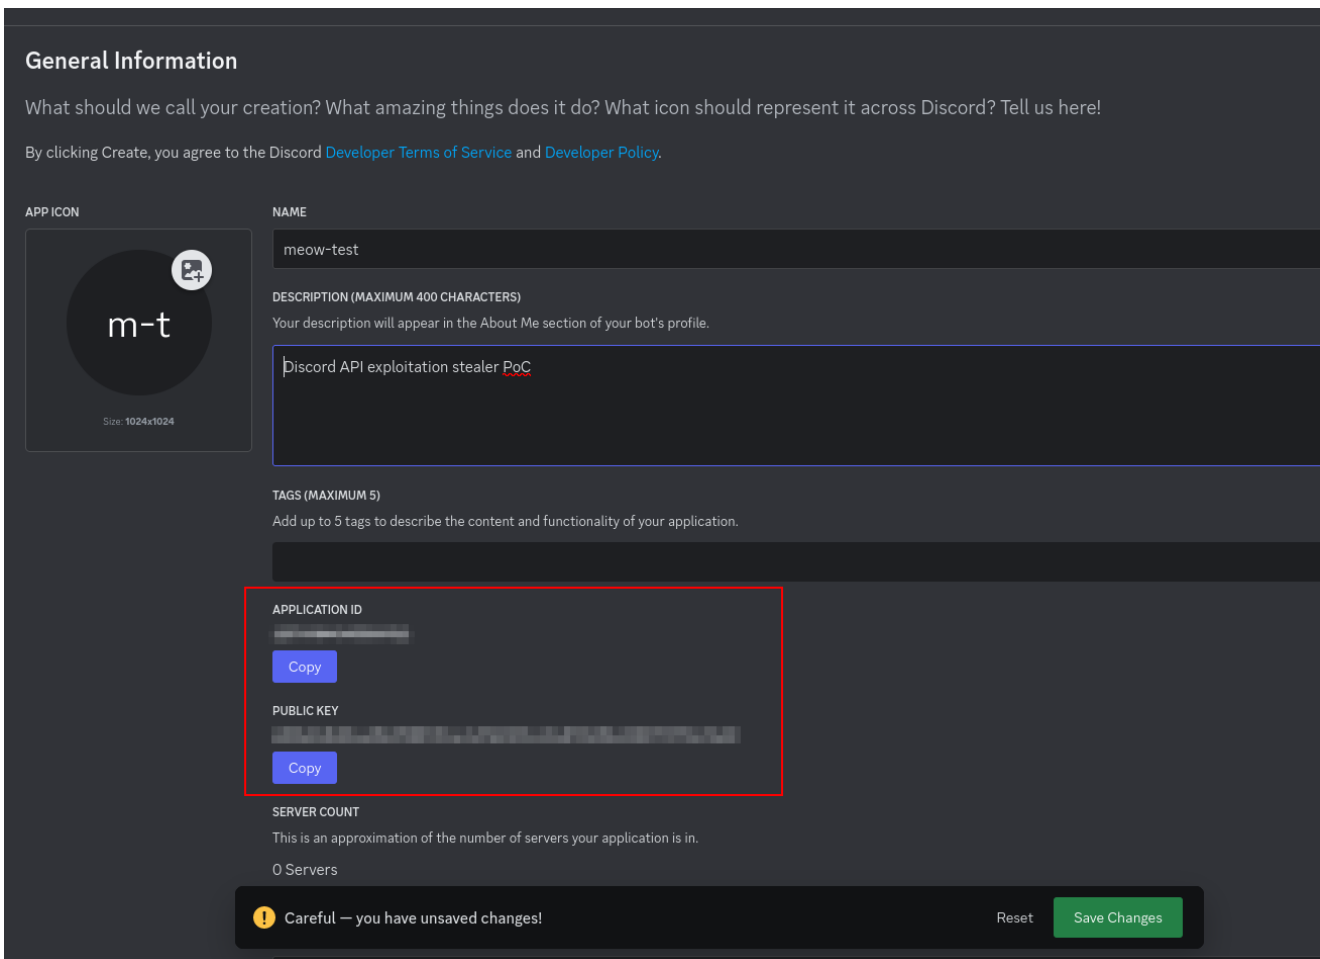 General Information
What should we call your creation? What amazing things does it do? What icon should represent it across Discord? Tell us here!
By clicking Create, you agree to the Discord Developer Terms of Service and Developer Policy.
APP ICON
m-t
Size: 1024x1024
NAME
meow-test
DESCRIPTION (MAXIMUM 400 CHARACTERS)
Your description will appear in the About Me section of your bot's profile.
Discord API exploitation stealer PoC
TAGS (MAXIMUM 5)
Add up to 5 tags to describe the content and functionality of your application.
APPLICATION ID
Copy
PUBLIC KEY
Copy
SERVER COUNT
This is an approximation of the number of servers your application is in.
0 Servers
Careful — you have unsaved changes!
Reset
Save Changes